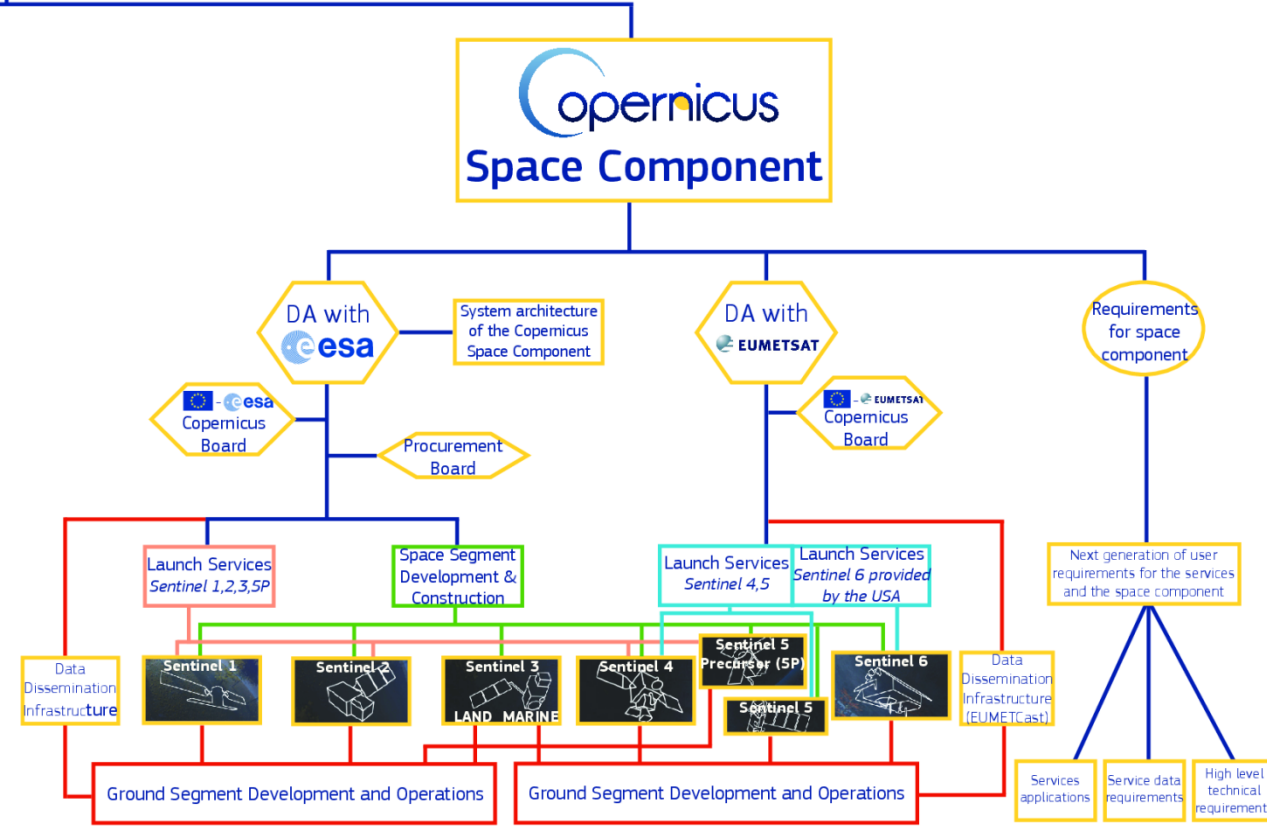 Copernicus
Space Component
DA with
esa
System architecture
of the Copernicus
Space Component
DA with
EUMETSAT
Requirements
for space
component
- esa
Copernicus
Board
Procurement
Board
- EUMETSAT
Copernicus
Board
Launch Services
Sentinel 1,2,3,5P
Space Segment
Development &
Construction
Launch Services
Sentinel 4,5
Launch Services
Sentinel 6 provided
by the USA
Next generation of user
requirements for the services
and the space component
Data
Dissemination
Infrastructure
Sentinel 1
Sentinel 2
Sentinel 3
LAND MARINE
Sentinel 4
Sentinel 5
Precurser (5P)
Sentinel 5
Sentinel 6
Data
Dissemination
Infrastructure
(EUMETCast)
Ground Segment Development and Operations
Ground Segment Development and Operations
Services
applications
Service data
requirements
High level
technical
requirement